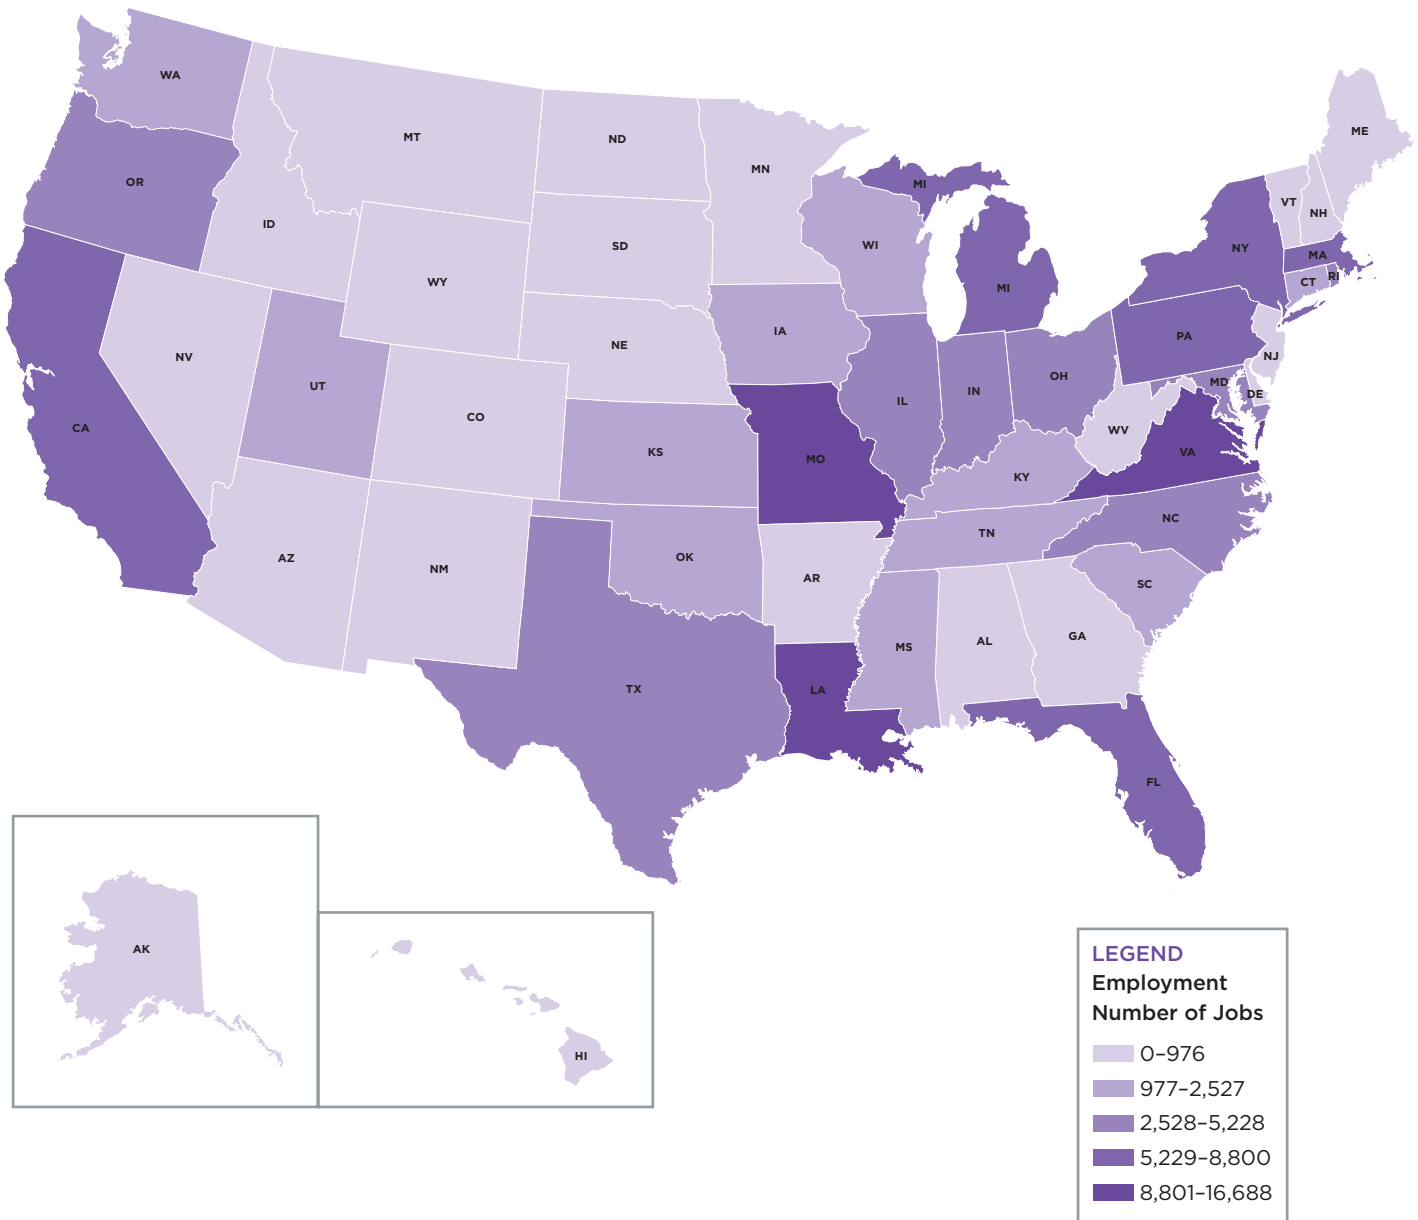 WA
ME
MT
ND
MN
OR
MI
VT
NH
ID
SD
WI
NY
MA
RI
CT
WY
MI
IA
PA
NE
NJ
NV
UT
OH
MD
IN
DE
IL
CO
CA
WV
KS
MO
VA
KY
NC
TN
AZ
OK
NM
AR
SC
GA
AL
MS
TX
LA
FL
AK
HI
LEGEND
Employment
Number of Jobs
0–976
977–2,527
2,528–5,228
5,229–8,800
8,801–16,688